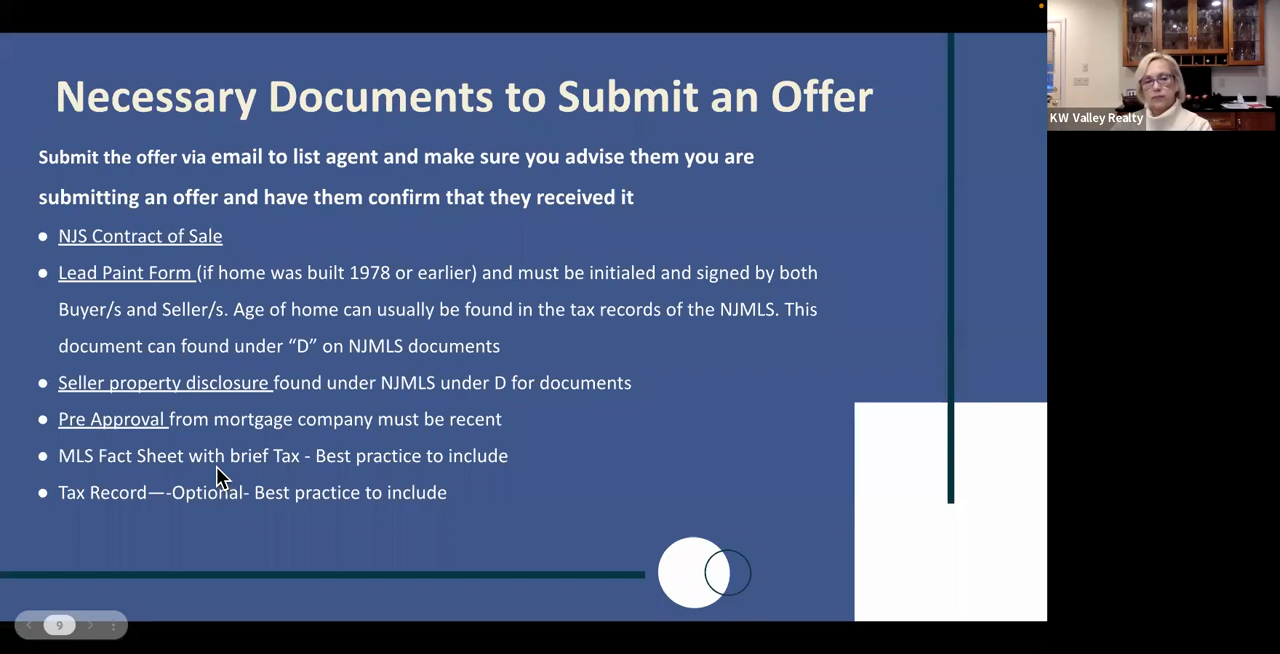 Necessary Documents to Submit an Offer
Submit the offer via email to list agent and make sure you advise them you are
submitting an offer and have them confirm that they received it
● NJS Contract of Sale
● Lead Paint Form (if home was built 1978 or earlier) and must be initialed and signed by both
Buyer/s and Seller/s. Age of home can usually be found in the tax records of the NJMLS. This
document can found under “D” on NJMLS documents
● Seller property disclosure found under NJMLS under D for documents
● Pre Approval from mortgage company must be recent
● MLS Fact Sheet with brief Tax - Best practice to include
● Tax Record—-Optional- Best practice to include
9
KW Valley Realty